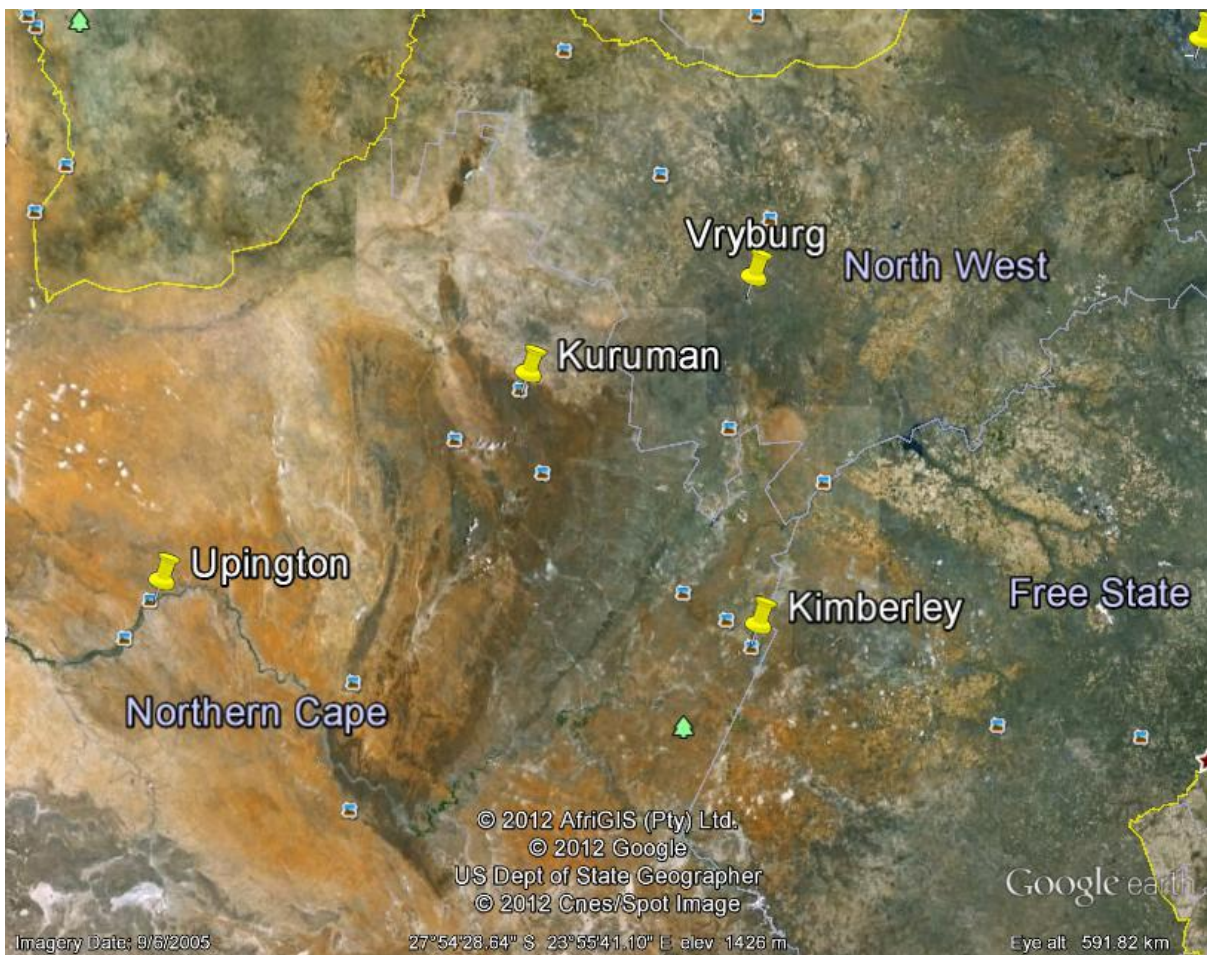 Vryburg
North West
Kuruman
Upington
Kimberley
Free State
Northern Cape
© 2012 AfriGIS (Pty) Ltd.
© 2012 Google
US Dept of State Geographer
© 2012 Cnes/Spot Image
Google earth
Imagery Date: 9/6/2005
27°54'28.64" S 23°55'41.10" E elev 1426 m
Eye alt 591.82 km